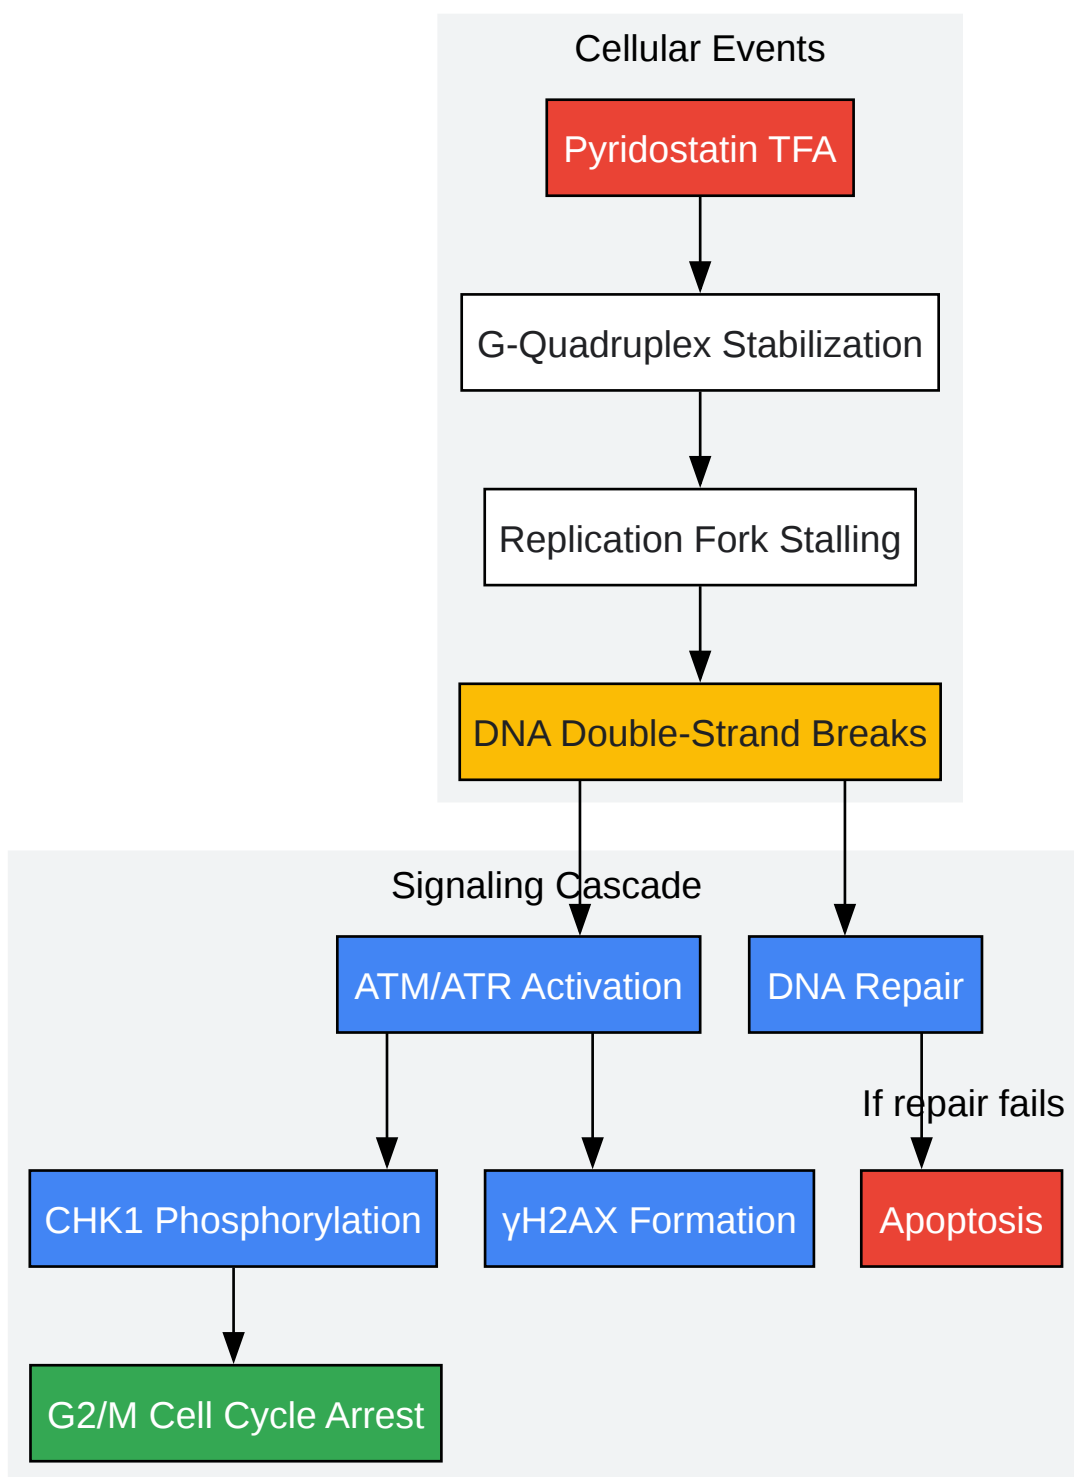 Cellular Events
Pyridostatin TFA
G-Quadruplex Stabilization
Replication Fork Stalling
DNA Double-Strand Breaks
Signaling Cascade
ATM/ATR Activation
DNA Repair
If repair fails
CHK1 Phosphorylation
γH2AX Formation
Apoptosis
G2/M Cell Cycle Arrest